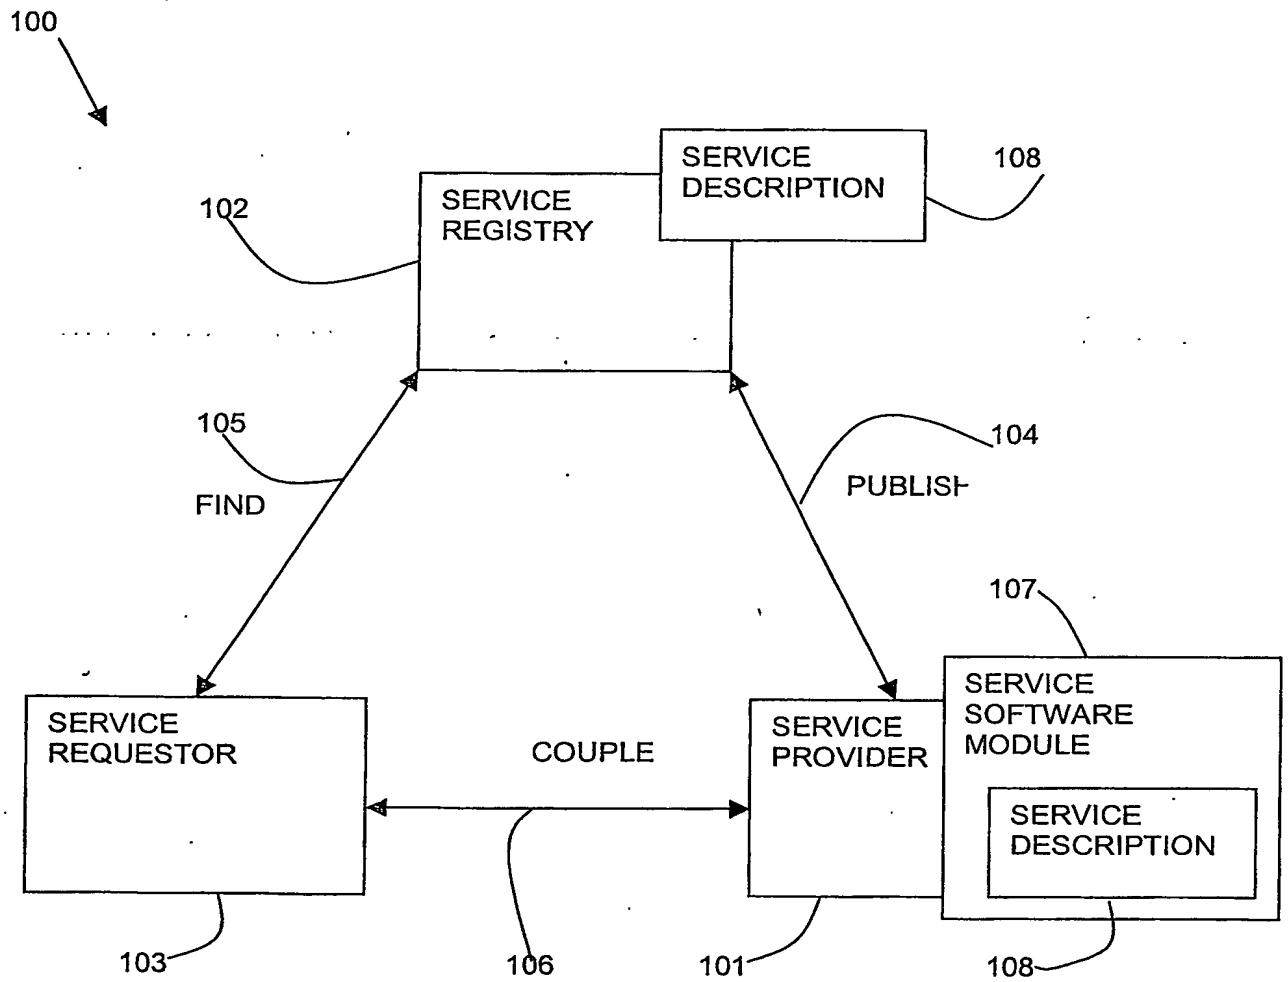 100
SERVICE
DESCRIPTION
108
102
SERVICE
REGISTRY
105
104
FIND
PUBLISH
107
SERVICE
SOFTWARE
MODULE
SERVICE
REQUESTOR
COUPLE
SERVICE
PROVIDER
SERVICE
DESCRIPTION
103
106
101
108